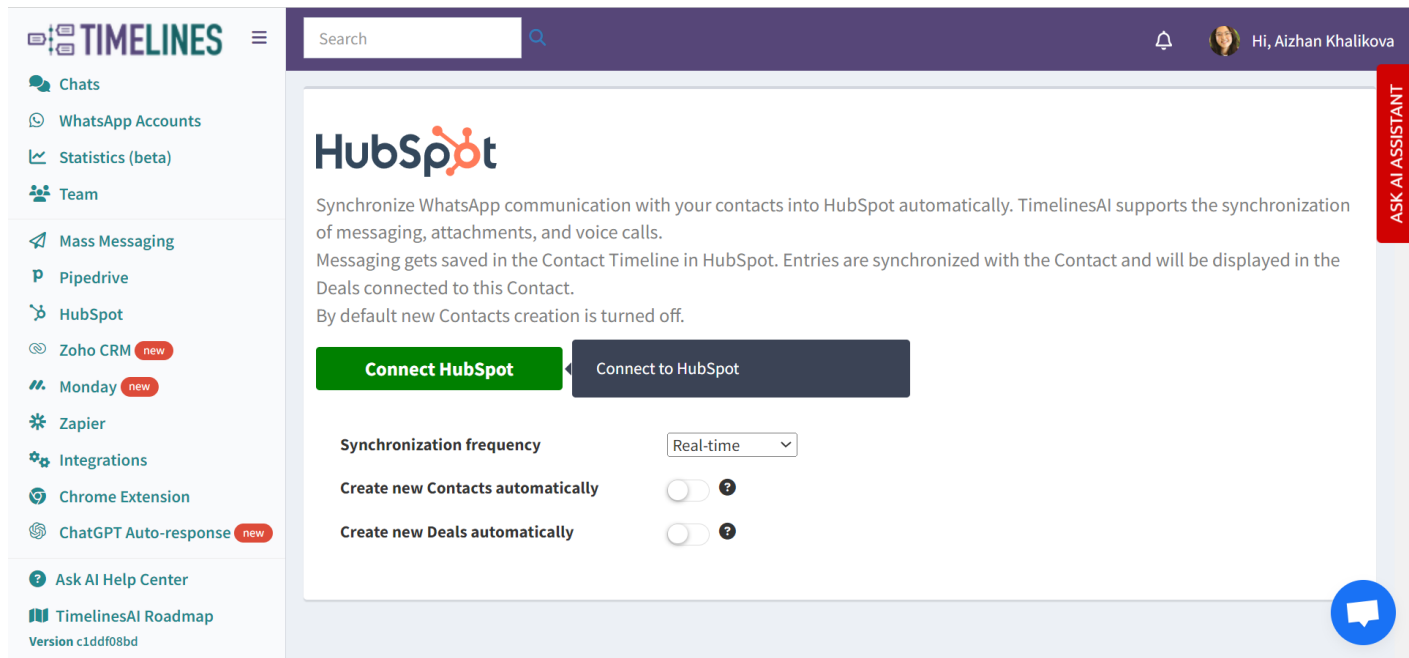 TIMELINES
Search
Hi, Aizhan Khalikova
Chats
WhatsApp Accounts
Statistics (beta)
Team
Mass Messaging
Pipedrive
HubSpot
Zoho CRM new
Monday new
Zapier
Integrations
Chrome Extension
ChatGPT Auto-response new
Ask AI Help Center
TimelinesAI Roadmap
Version c1ddf08bd
HubSpot
Synchronize WhatsApp communication with your contacts into HubSpot automatically. TimelinesAI supports the synchronization
of messaging, attachments, and voice calls.
Messaging gets saved in the Contact Timeline in HubSpot. Entries are synchronized with the Contact and will be displayed in the
Deals connected to this Contact.
By default new Contacts creation is turned off.
Connect HubSpot
Connect to HubSpot
Synchronization frequency
Real-time
Create new Contacts automatically
?
Create new Deals automatically
?
ASK AI ASSISTANT